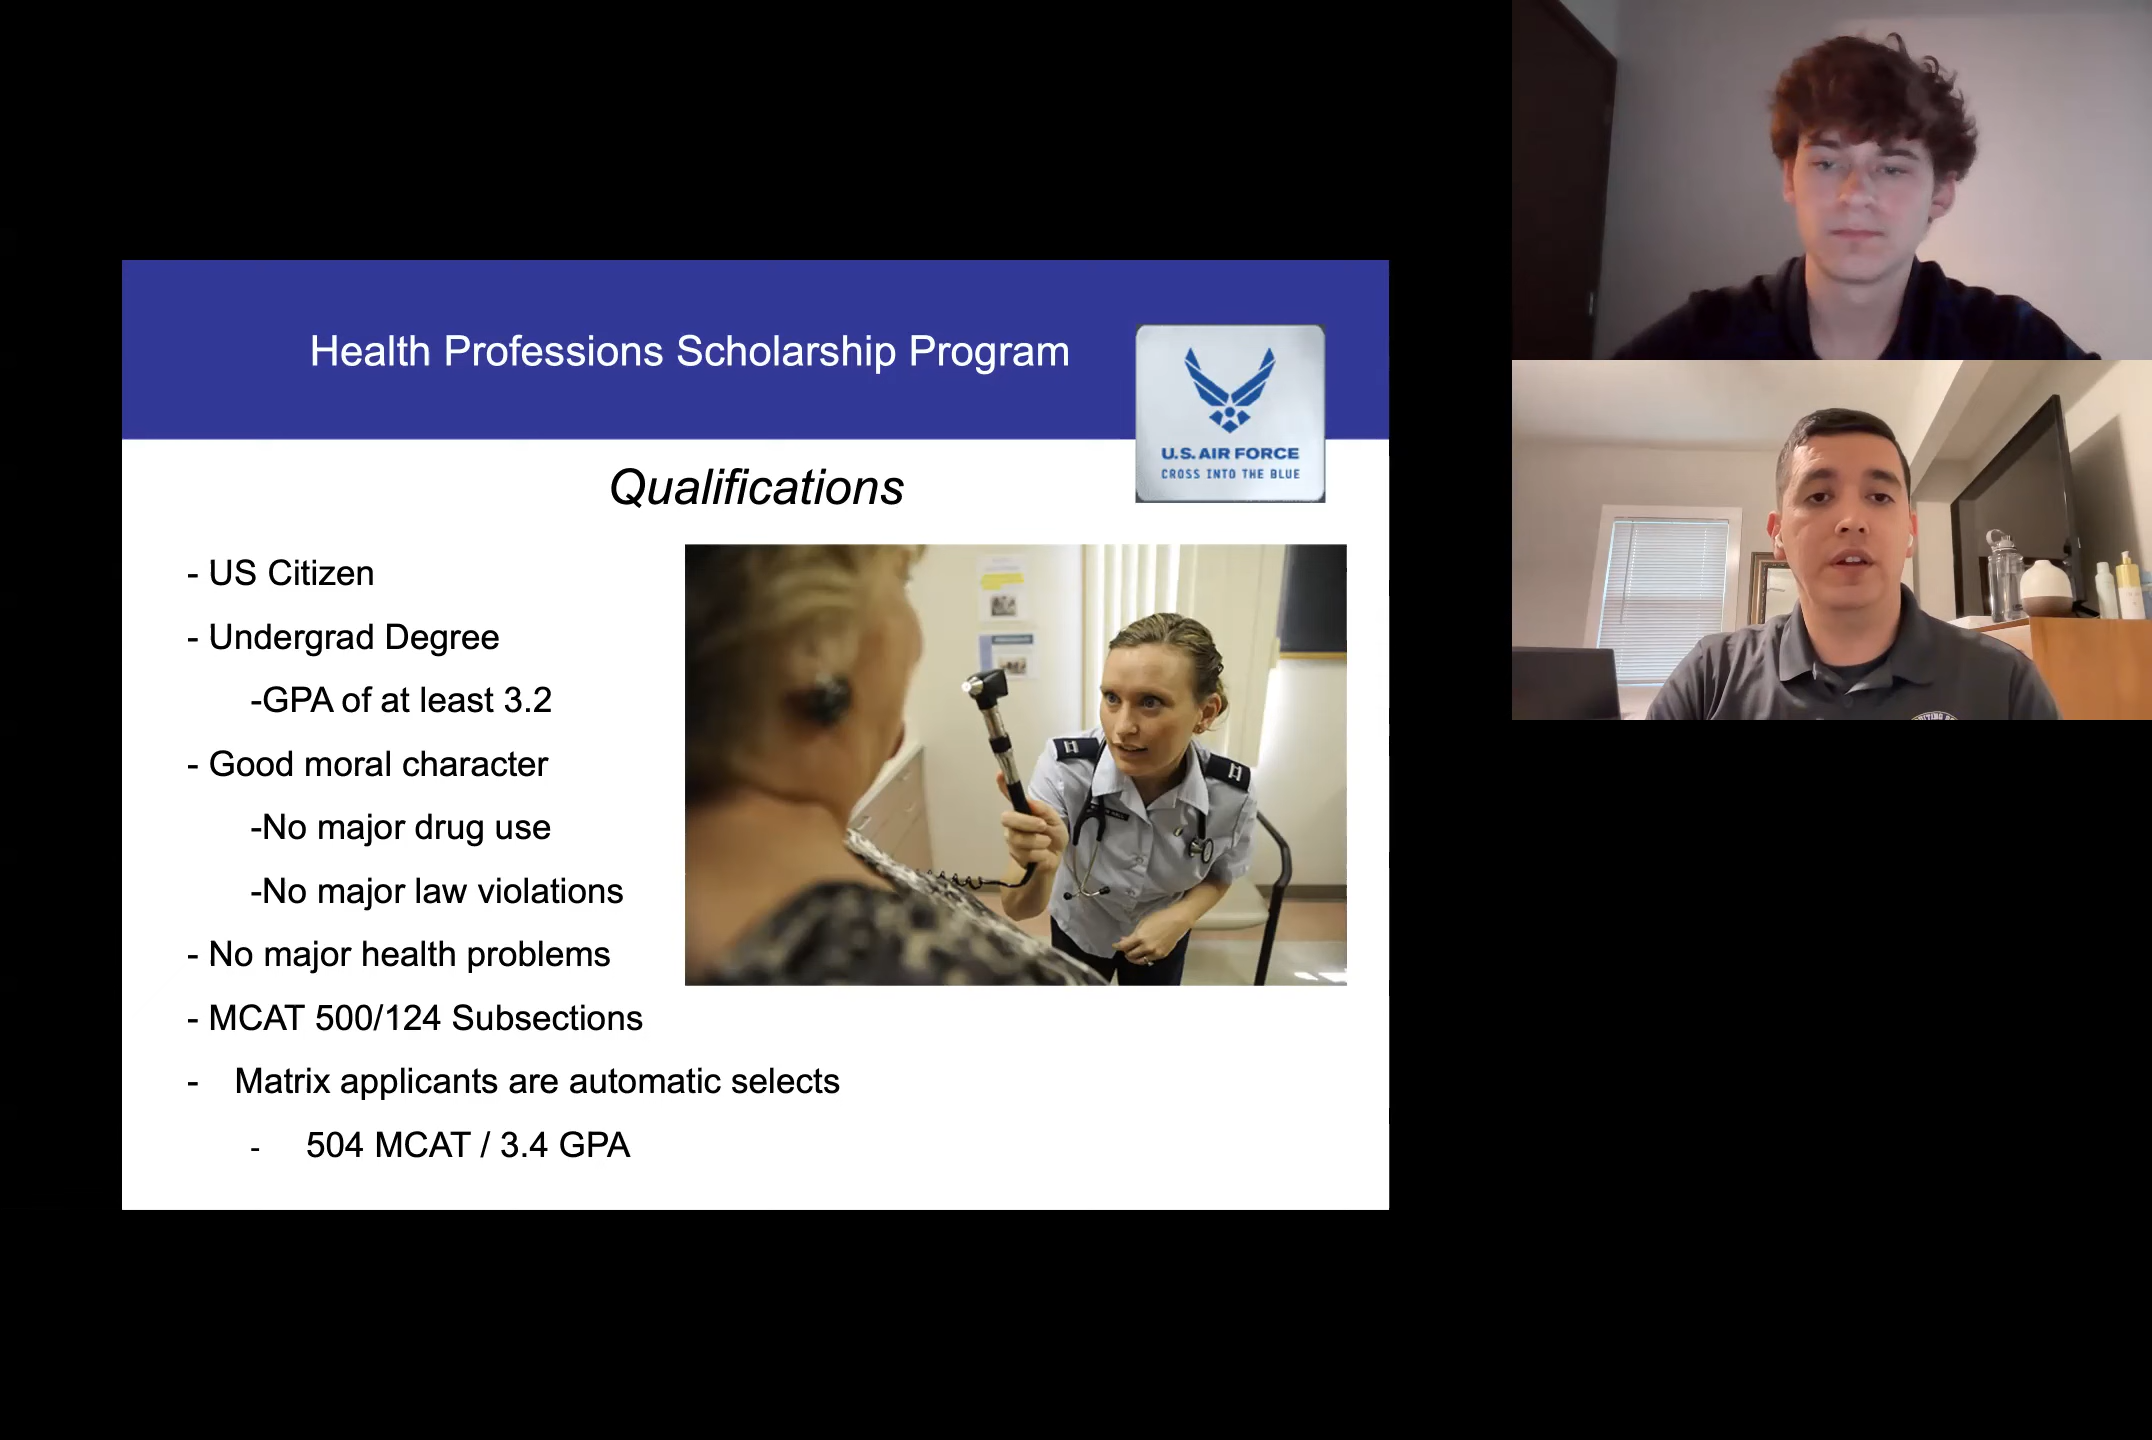 Health Professions Scholarship Program
U.S. AIR FORCE
CROSS INTO THE BLUE
Qualifications
- US Citizen
- Undergrad Degree
-GPA of at least 3.2
- Good moral character
-No major drug use
-No major law violations
- No major health problems
- MCAT 500/124 Subsections
- Matrix applicants are automatic selects
- 504 MCAT / 3.4 GPA